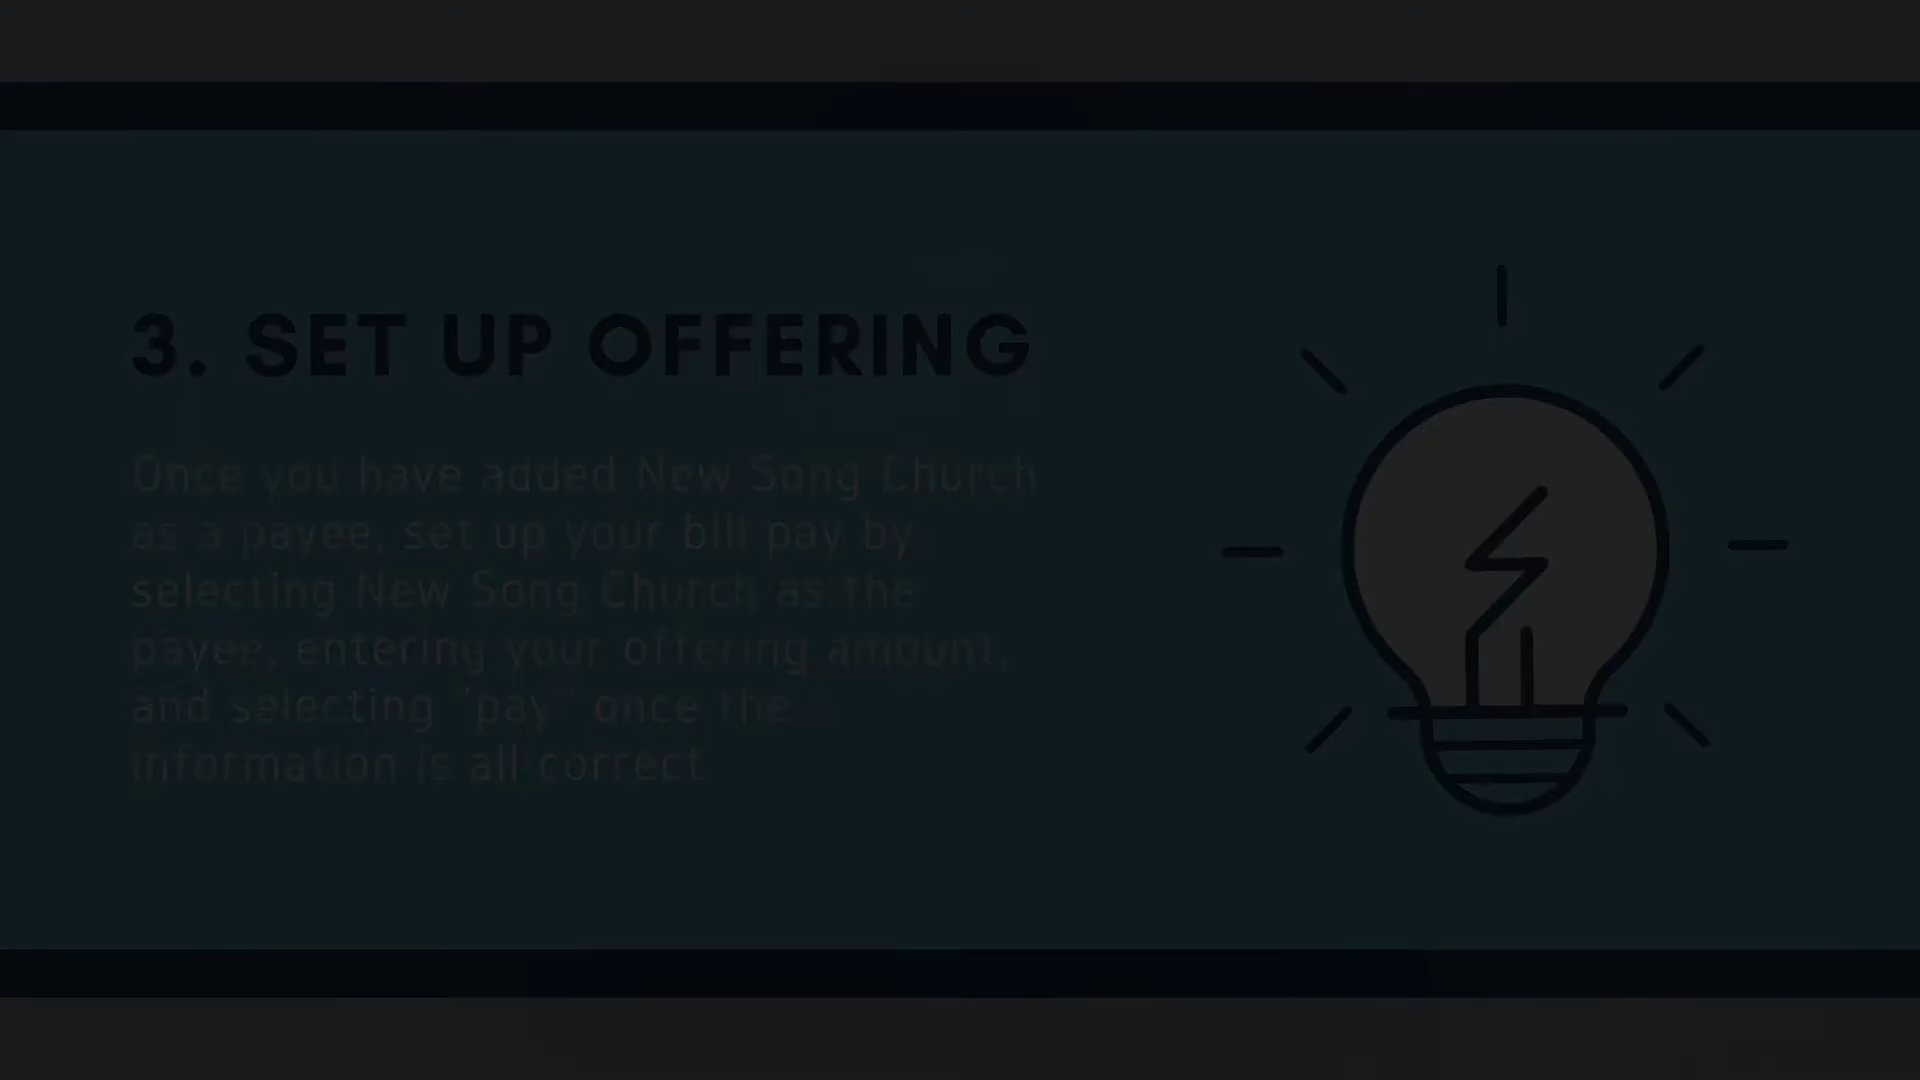 3. SET UP OFFERING
Once you have added New Song Church
as a payee, set up your bill pay by
selecting New Song Church as the
payee, entering your offering amount,
and selecting "pay" once the
information is all correct